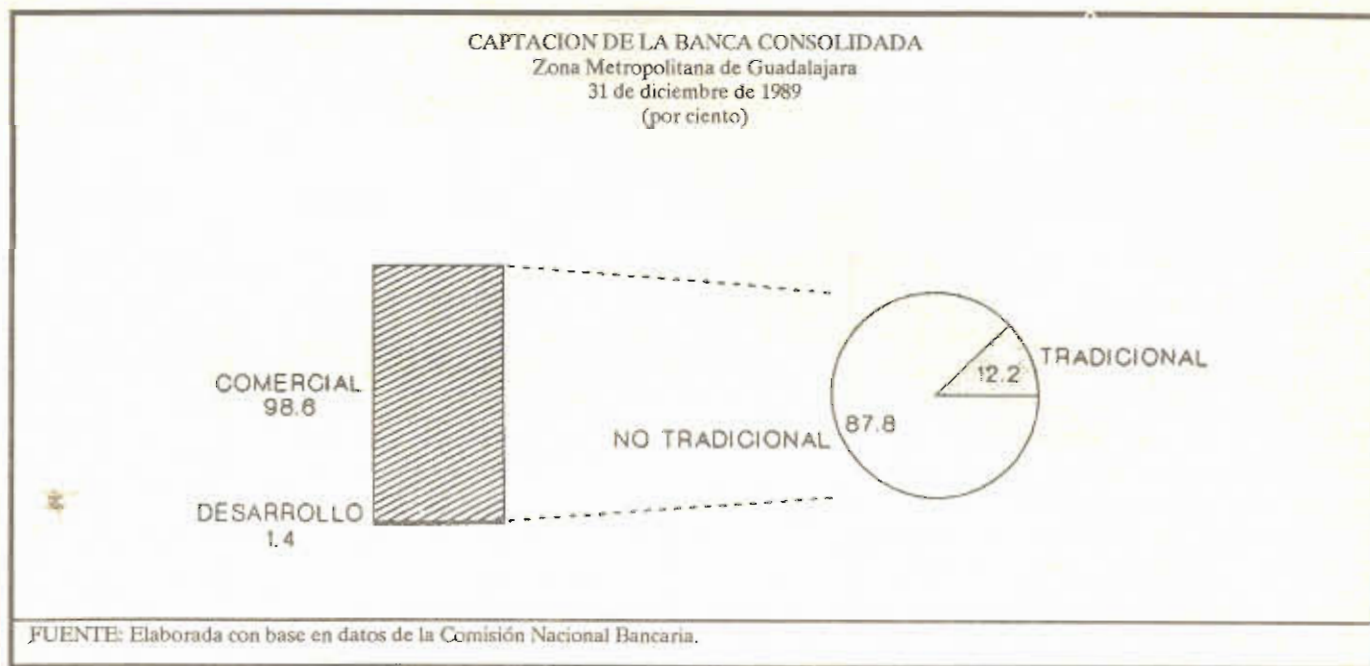 CAPTACION DE LA BANCA CONSOLIDADA
Zona Metropolitana de Guadalajara
31 de diciembre de 1989
(por ciento)
COMERCIAL
98.6
DESARROLLO
1.4
NO TRADICIONAL
87.8
12.2
TRADICIONAL
FUENTE: Elaborada con base en datos de la Comisión Nacional Bancaria.